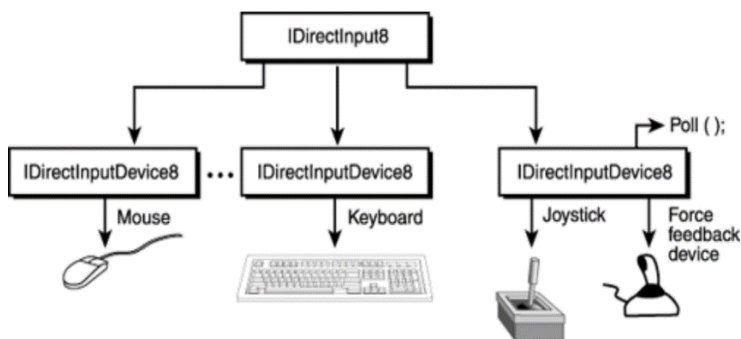 IDirectInput8
Poll ( );
IDirectInputDevice8
IDirectInputDevice8
IDirectInputDevice8
Mouse
Keyboard
Joystick
Force
feedback
device